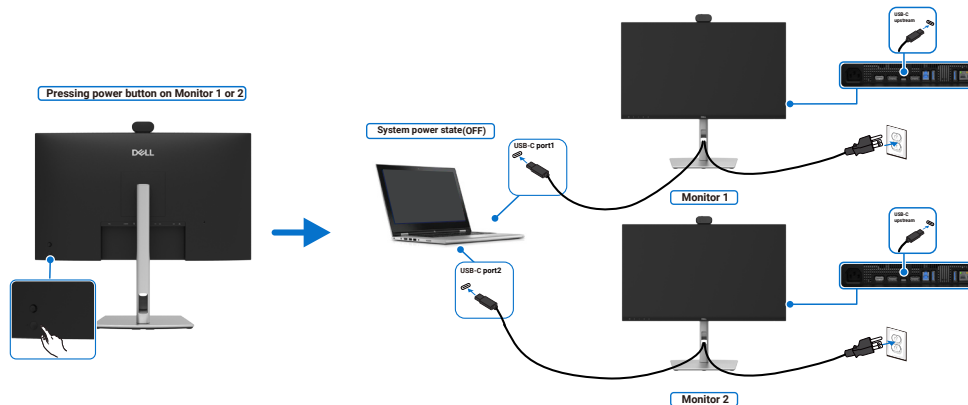 Pressing power button on Monitor 1 or 2
DELL
System power state(OFF)
USB-C port1
USB-C
upstream
Monitor 1
USB-C port2
USB-C
upstream
Monitor 2